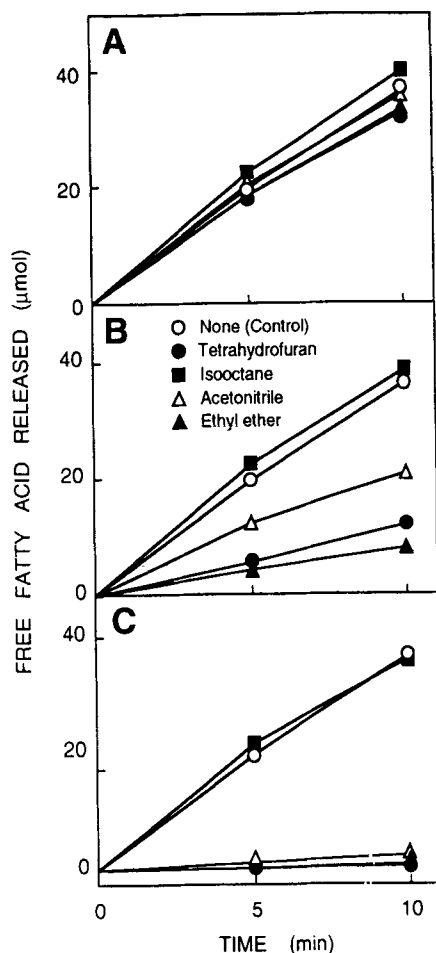 A
40
20
0
B
None (Control)
Tetrahydrofuran
Isooctane
Acetonitrile
Ethyl ether
40
20
0
C
40
20
0
0 5 10
TIME (min)
FREE FATTY ACID RELEASED (μmol)